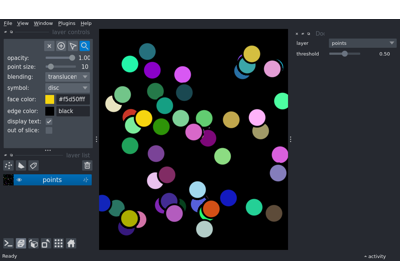 File View Window Plugins Help
layer controls
Do
opacity: 1.00
layer points
point size: 10
threshold 0.50
blending: translucen
symbol: disc
face color: #f5d50fff
edge color: black
display text:
out of slice:
layer list
points
Ready
activity